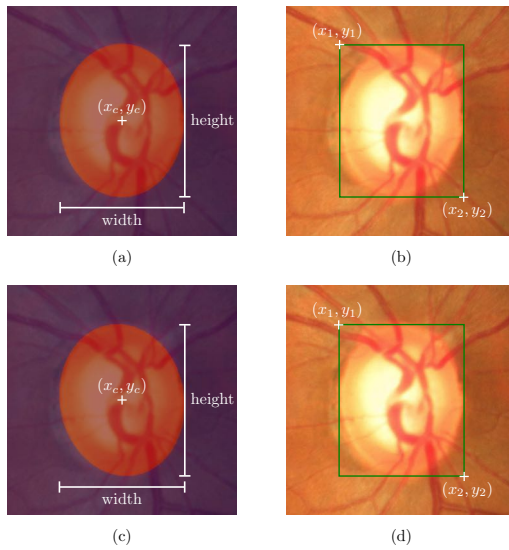 (x_1, y_1)
(x_c, y_c)
height
width
(x_2, y_2)
(a)
(b)
(x_1, y_1)
(x_c, y_c)
height
width
(x_2, y_2)
(c)
(d)